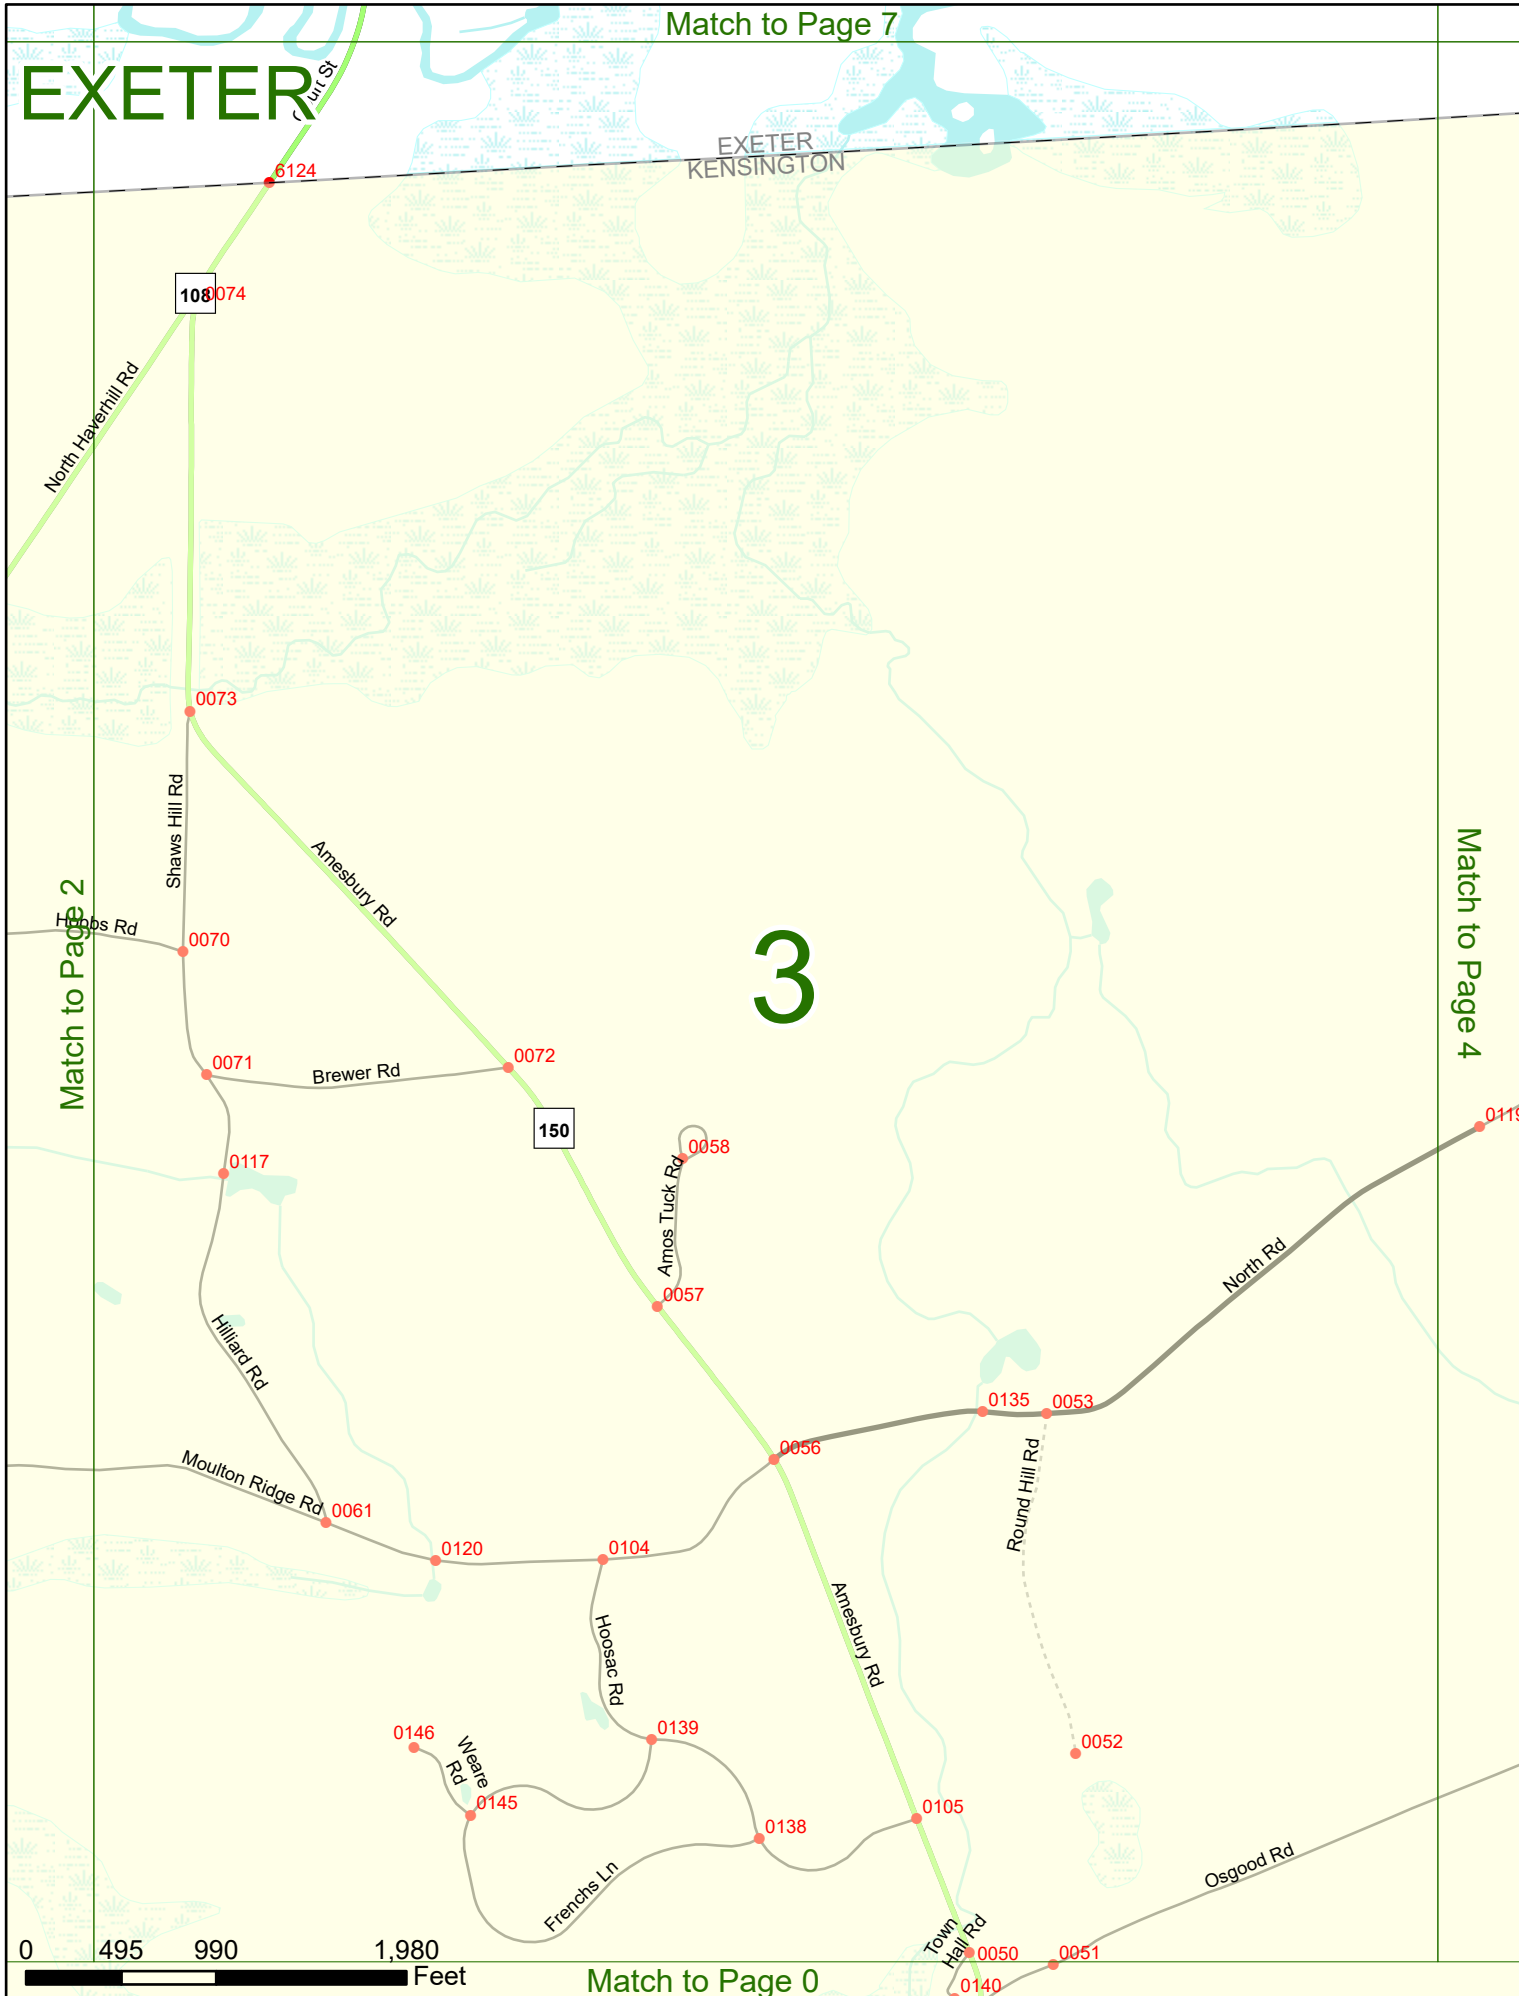 Match to Page 7
EXETER
Court St
EXETER
KENSINGTON
6124
108
0074
North Haverhill Rd
0073
Shaws Hill Rd
Amesbury Rd
Match to Page 2
Match to Page 4
Hobbs Rd
0070
3
0071
Brewer Rd
0072
150
0119
0058
0117
Amos Tuck Rd
0057
North Rd
Hilliard Rd
0135
0053
0056
Moulton Ridge Rd
0061
Round Hill Rd
0120
0104
Amesbury Rd
Hoosac Rd
0146
Weare
Rd
0139
0052
0145
0105
0138
Osgood Rd
Frenchs Ln
Town
Hall Rd
0050
0051
0140
0 495 990 1,980
Feet
Match to Page 0